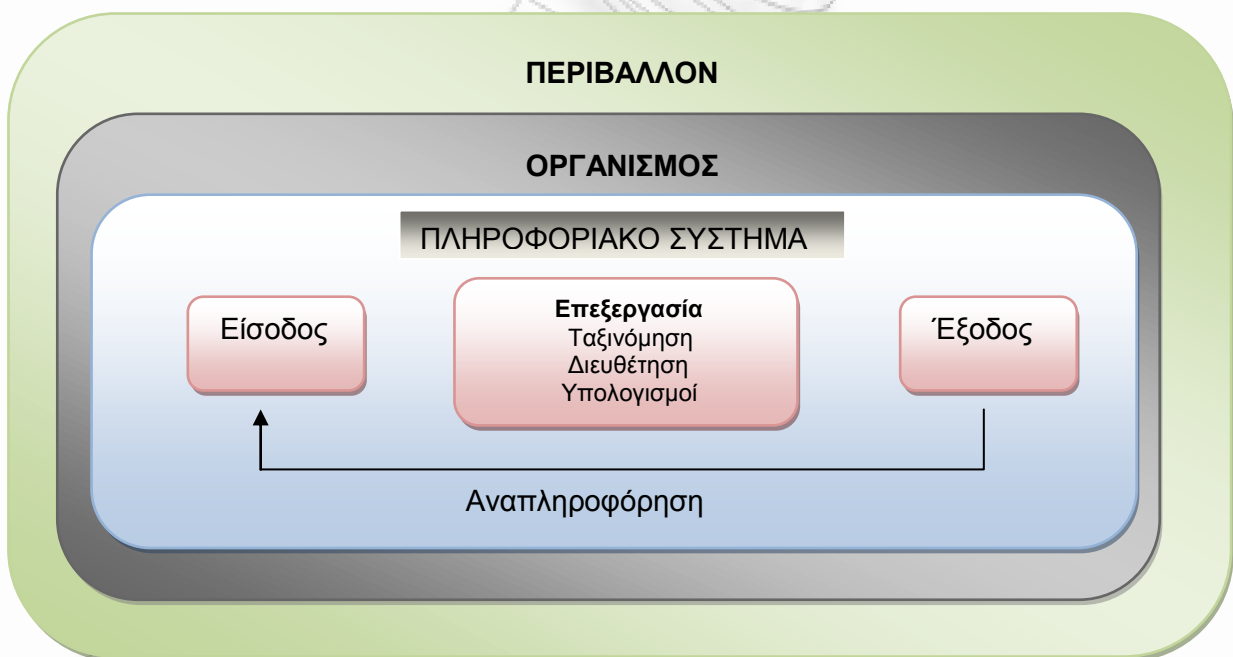 ΠΕΡΙΒΑΛΛΟΝ
ΟΡΓΑΝΙΣΜΟΣ
ΠΛΗΡΟΦΟΡΙΑΚΟ ΣΥΣΤΗΜΑ
Είσοδος
Επεξεργασία
Ταξινόμηση
Διευθέτηση
Υπολογισμοί
Έξοδος
Αναπληροφόρηση